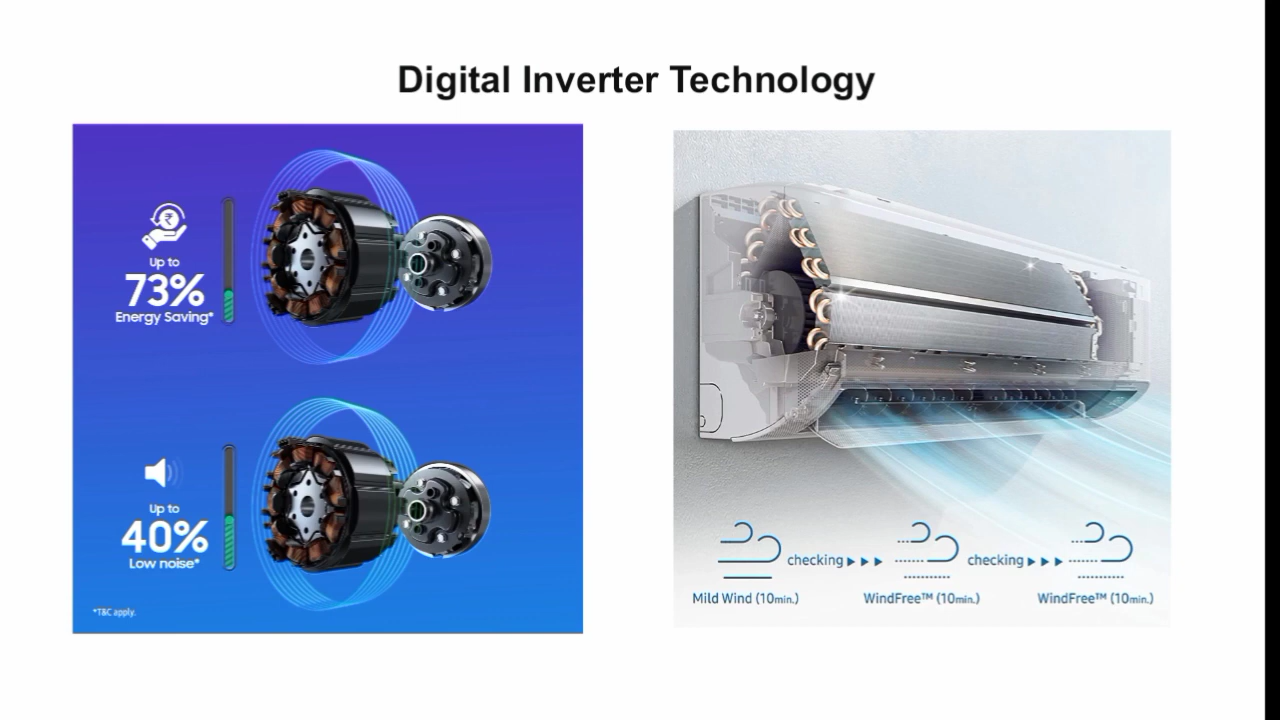 Digital Inverter Technology
₹
Up to
73%
Energy Saving*
Up to
40%
Low noise*
*T&C apply.
checking
checking
Mild Wind (10min.)
WindFree™ (10min.)
WindFree™ (10min.)